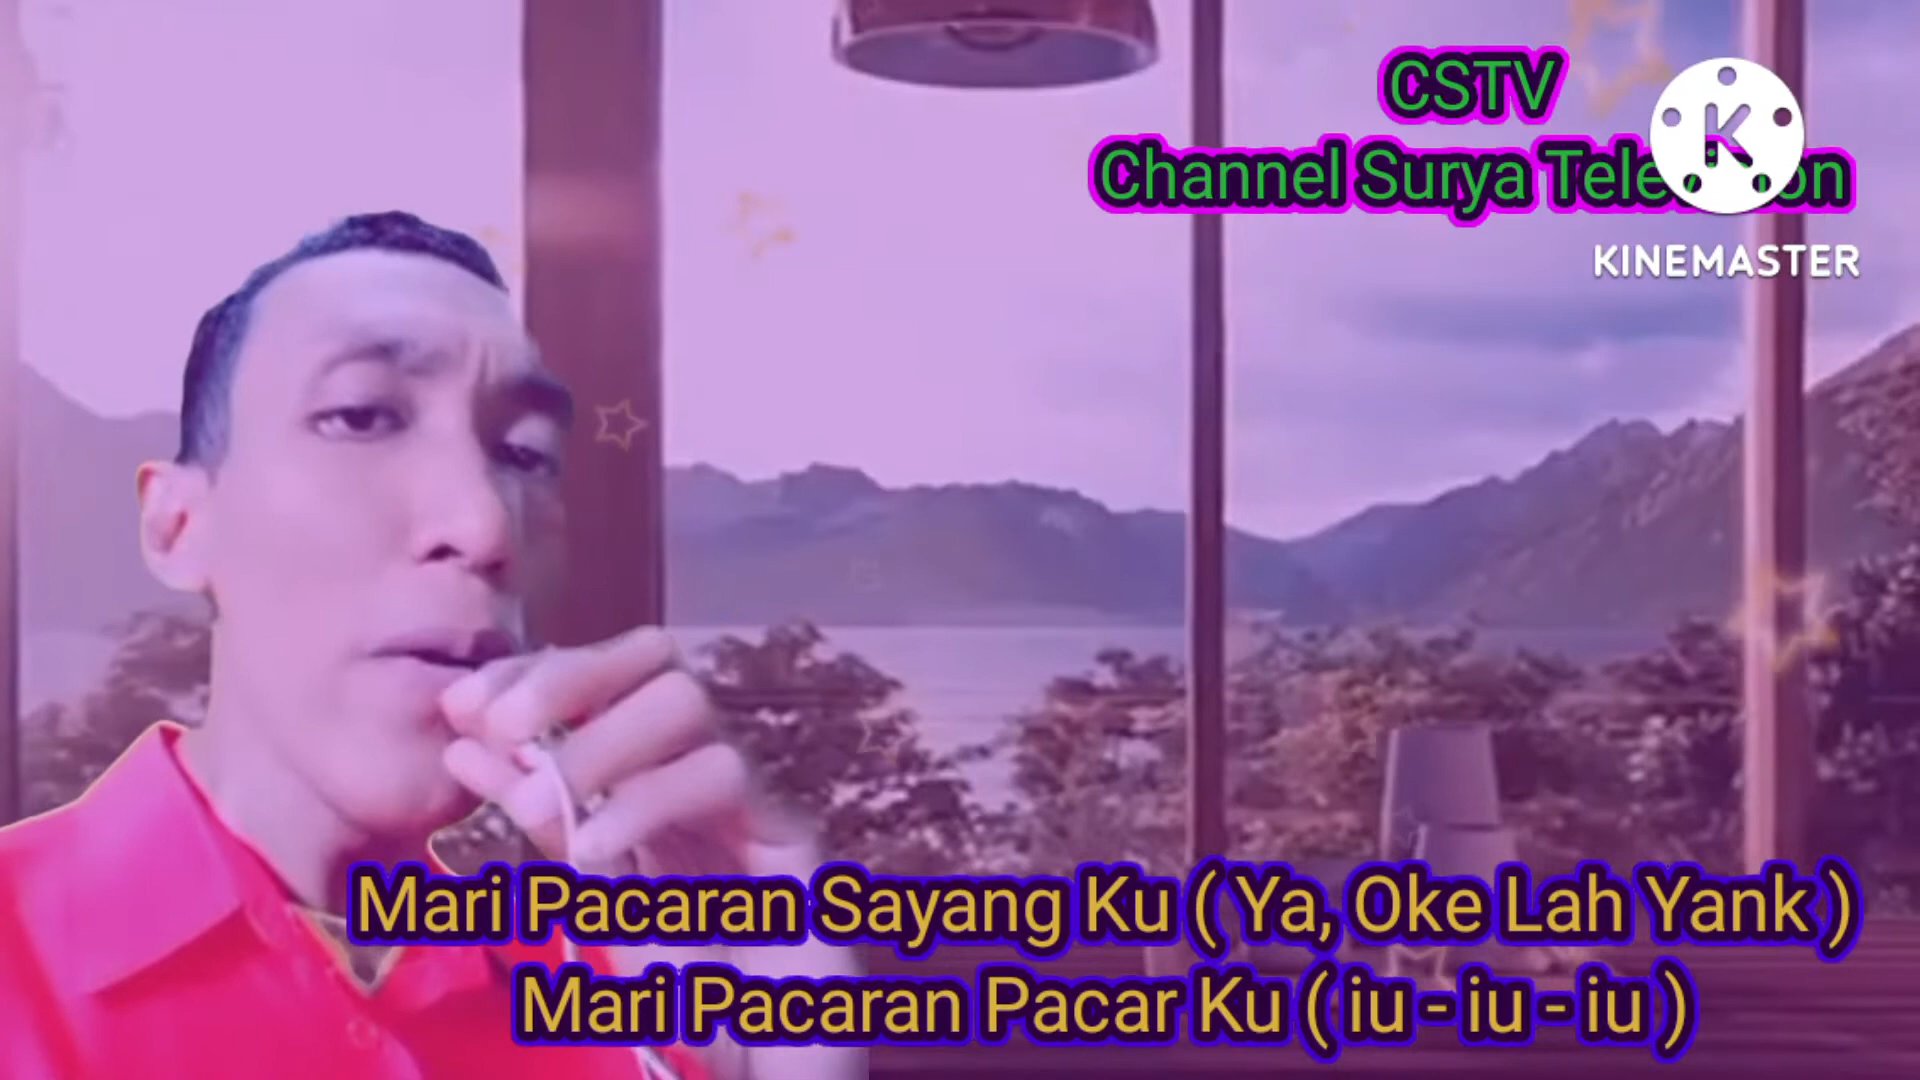 CSTV
Channel Surya Television
KINEMASTER
Mari Pacaran Sayang Ku ( Ya, Oke Lah Yank )
Mari Pacaran Pacar Ku ( iu - iu - iu )